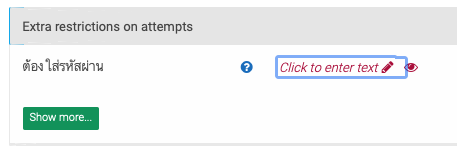 Extra restrictions on attempts
ต้อง ใส่รหัสผ่าน
Click to enter text
Show more...